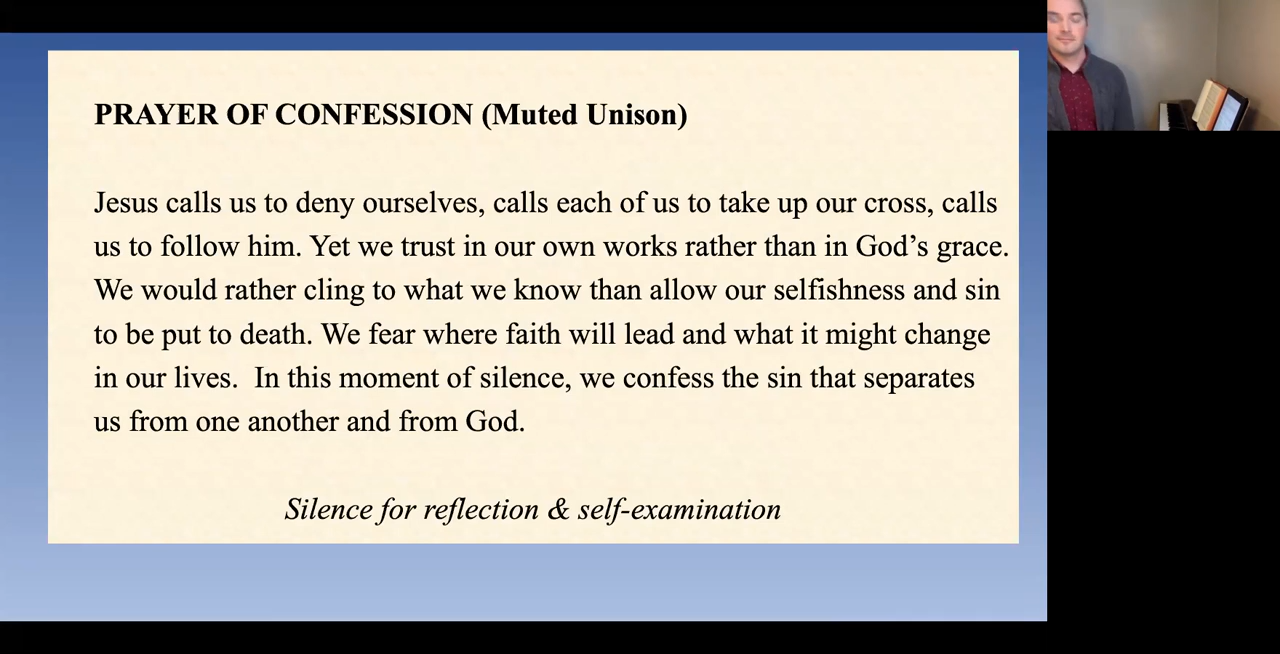 PRAYER OF CONFESSION (Muted Unison)
Jesus calls us to deny ourselves, calls each of us to take up our cross, calls
us to follow him. Yet we trust in our own works rather than in God’s grace.
We would rather cling to what we know than allow our selfishness and sin
to be put to death. We fear where faith will lead and what it might change
in our lives.  In this moment of silence, we confess the sin that separates
us from one another and from God.
Silence for reflection & self-examination